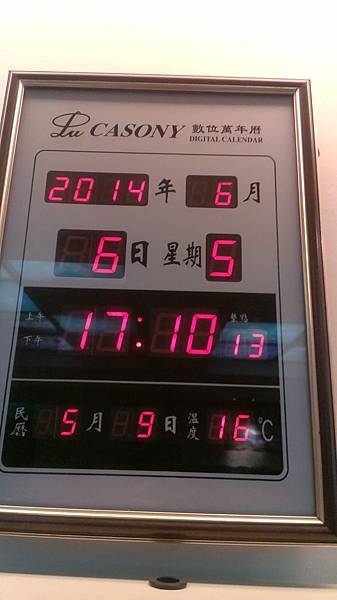 Lu CASONY 數位萬年曆
DIGITAL CALENDAR
2014年 6月
6日 星期5
上午
下午
17:10 13
民曆 5月 9日 溫度 16℃